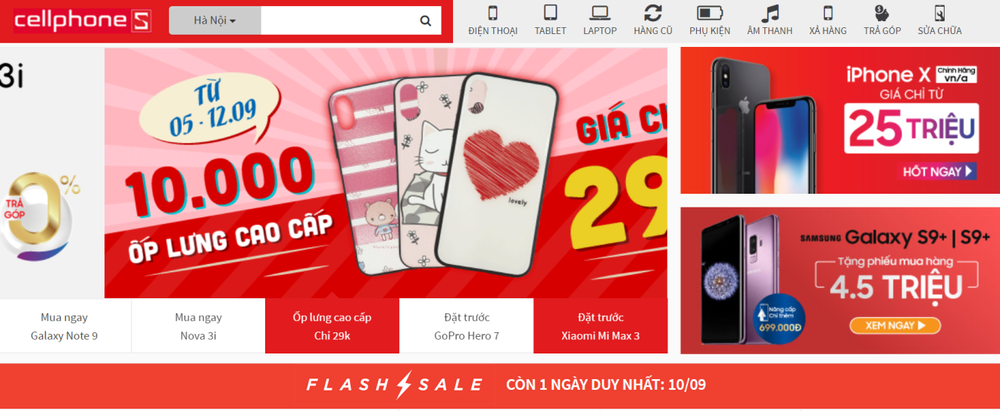 cellphoneS
Hà Nội
ĐIỆN THOẠI
TABLET
LAPTOP
HÀNG CŨ
PHỤ KIỆN
ÂM THANH
XẢ HÀNG
TRẢ GÓP
SỬA CHỮA
3i
TRẢ
GÓP
0%
TỪ
05 - 12.09
10.000
ỐP LƯNG CAO CẤP
lovely
GIÁ C
29
iPhone X Chính Hãng
vn/a
GIÁ CHỈ TỪ
25 TRIỆU
HỐT NGAY
SAMSUNG Galaxy S9+ | S9+
Tặng phiếu mua hàng
4.5 TRIỆU
Nâng cấp
Chỉ thêm
699.000Đ
XEM NGAY
Mua ngay
Galaxy Note 9
Mua ngay
Nova 3i
Ốp lưng cao cấp
Chỉ 29k
Đặt trước
GoPro Hero 7
Đặt trước
Xiaomi Mi Max 3
FLASH SALE CÒN 1 NGÀY DUY NHẤT: 10/09